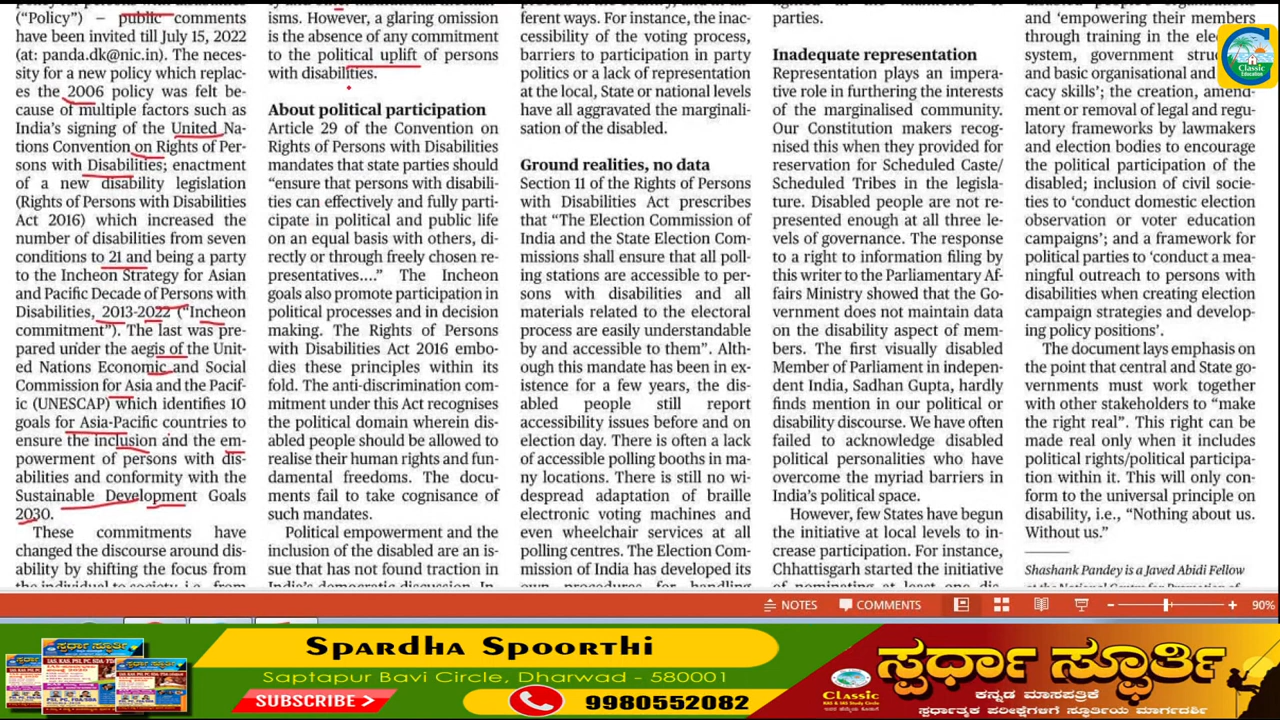 ("Policy") – public comments
have been invited till July 15, 2022
(at: panda.dk@nic.in). The neces-
sity for a new policy which replac-
es the 2006 policy was felt be-
cause of multiple factors such as
India's signing of the United Na-
tions Convention on Rights of Per-
sons with Disabilities; enactment
of a new disability legislation
(Rights of Persons with Disabilities
Act 2016) which increased the
number of disabilities from seven
conditions to 21 and being a party
to the Incheon Strategy for Asian
and Pacific Decade of Persons with
Disabilities, 2013-2022 ("Incheon
commitment"). The last was pre-
pared under the aegis of the Unit-
ed Nations Economic and Social
Commission for Asia and the Pacif-
ic (UNESCAP) which identifies 10
goals for Asia-Pacific countries to
ensure the inclusion and the em-
powerment of persons with dis-
abilities and conformity with the
Sustainable Development Goals
2030.
These commitments have
changed the discourse around dis-
ability by shifting the focus from
the individual to society, i.e., from
isms. However, a glaring omission
is the absence of any commitment
to the political uplift of persons
with disabilities.
About political participation
Article 29 of the Convention on
Rights of Persons with Disabilities
mandates that state parties should
"ensure that persons with disabili-
ties can effectively and fully parti-
cipate in political and public life
on an equal basis with others, di-
rectly or through freely chosen re-
presentatives…." The Incheon
goals also promote participation in
political processes and in decision
making. The Rights of Persons
with Disabilities Act 2016 embo-
dies these principles within its
fold. The anti-discrimination com-
mitment under this Act recognises
the political domain wherein dis-
abled people should be allowed to
realise their human rights and fun-
damental freedoms. The docu-
ments fail to take cognisance of
such mandates.
Political empowerment and the
inclusion of the disabled are an is-
sue that has not found traction in
India's democratic discussion. In-
ferent ways. For instance, the inac-
cessibility of the voting process,
barriers to participation in party
politics or a lack of representation
at the local, State or national levels
have all aggravated the marginali-
sation of the disabled.
Ground realities, no data
Section 11 of the Rights of Persons
with Disabilities Act prescribes
that "The Election Commission of
India and the State Election Com-
missions shall ensure that all poll-
ing stations are accessible to per-
sons with disabilities and all
materials related to the electoral
process are easily understandable
by and accessible to them". Alth-
ough this mandate has been in ex-
istence for a few years, the dis-
abled people still report
accessibility issues before and on
election day. There is often a lack
of accessible polling booths in ma-
ny locations. There is still no wi-
despread adaptation of braille
electronic voting machines and
even wheelchair services at all
polling centres. The Election Com-
mission of India has developed its
own procedures for handling
parties.
Inadequate representation
Representation plays an impera-
tive role in furthering the interests
of the marginalised community.
Our Constitution makers recog-
nised this when they provided for
reservation for Scheduled Caste/
Scheduled Tribes in the legisla-
ture. Disabled people are not re-
presented enough at all three le-
vels of governance. The response
to a right to information filing by
this writer to the Parliamentary Af-
fairs Ministry showed that the Go-
vernment does not maintain data
on the disability aspect of mem-
bers. The first visually disabled
Member of Parliament in indepen-
dent India, Sadhan Gupta, hardly
finds mention in our political or
disability discourse. We have often
failed to acknowledge disabled
political personalities who have
overcome the myriad barriers in
India's political space.
However, few States have begun
the initiative at local levels to in-
crease participation. For instance,
Chhattisgarh started the initiative
of nominating at least one dis-
and 'empowering their members
through training in the elec
system, government struc
and basic organisational and
cacy skills'; the creation, amend-
ment or removal of legal and regu-
latory frameworks by lawmakers
and election bodies to encourage
the political participation of the
disabled; inclusion of civil socie-
ties to 'conduct domestic election
observation or voter education
campaigns'; and a framework for
political parties to 'conduct a mea-
ningful outreach to persons with
disabilities when creating election
campaign strategies and develop-
ing policy positions'.
The document lays emphasis on
the point that central and State go-
vernments must work together
with other stakeholders to "make
the right real". This right can be
made real only when it includes
political rights/political participa-
tion within it. This will only con-
form to the universal principle on
disability, i.e., "Nothing about us.
Without us."
Shashank Pandey is a Javed Abidi Fellow
Classic
Education
NOTES COMMENTS 90%
ಸ್ಪರ್ಧಾ ಸ್ಫೂರ್ತಿ
Spardha Spoorthi
Saptapur Bavi Circle, Dharwad - 580001
SUBSCRIBE 9980552082
Classic
KAS & IAS Study Circle
ಸ್ಪರ್ಧಾ ಸ್ಫೂರ್ತಿ
ಕನ್ನಡ ಮಾಸಪತ್ರಿಕೆ
ಸ್ಪರ್ಧಾತ್ಮಕ ಪರೀಕ್ಷೆಗಳಿಗೆ ಸ್ಫೂರ್ತಿಯ ಮಾರ್ಗದರ್ಶಿ